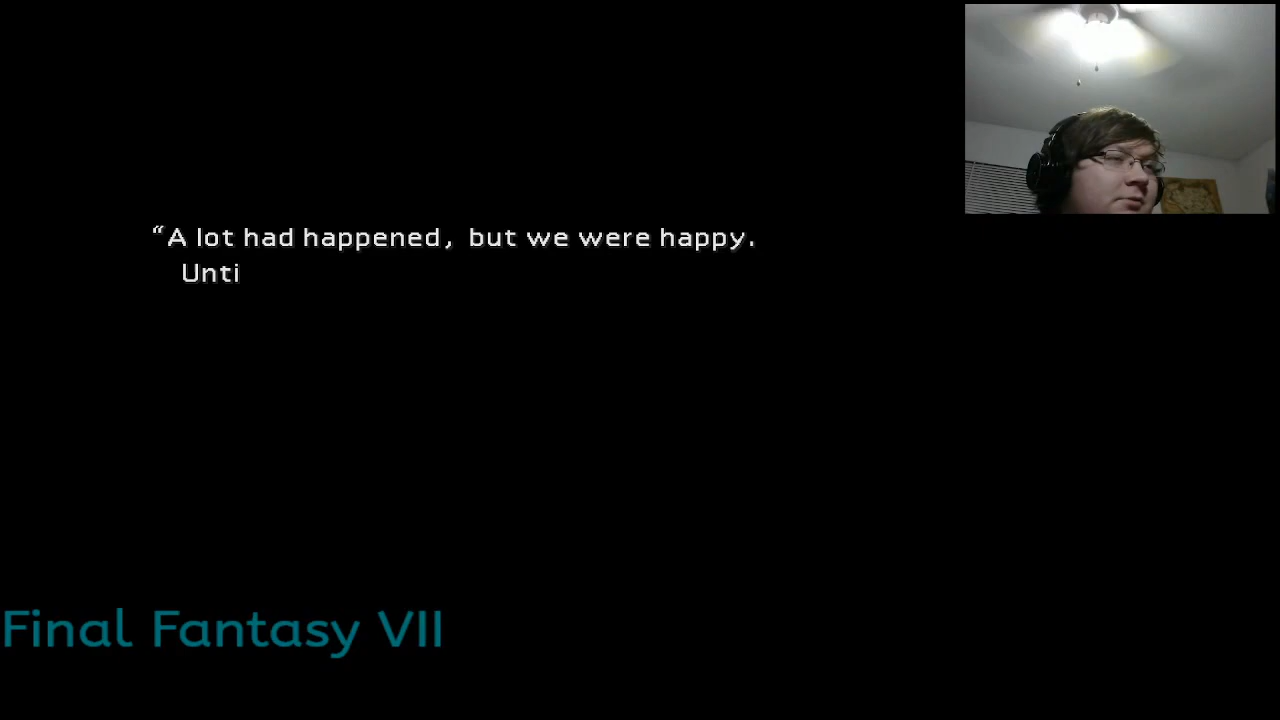 “A lot had happened, but we were happy.
Unti
Final Fantasy VII